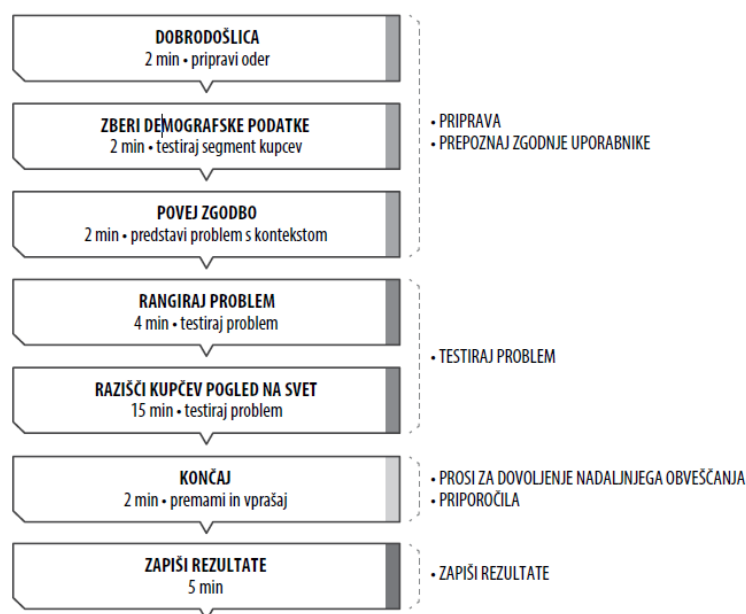 DOBRODOŠLICA
2 min • pripravi oder
ZBERI DEMOGRAFSKE PODATKE
2 min • testiraj segment kupcev
POVEJ ZGODBO
2 min • predstavi problem s kontekstom
• PRIPRAVA
• PREPOZNAJ ZGODNJE UPORABNIKE
RANGIRAJ PROBLEM
4 min • testiraj problem
RAZIŠČI KUPČEV POGLED NA SVET
15 min • testiraj problem
• TESTIRAJ PROBLEM
KONČAJ
2 min • premami in vprašaj
• PROSI ZA DOVOLJENJE NADALJNJEGA OBVEŠČANJA
• PRIPOROČILA
ZAPIŠI REZULTATE
5 min
• ZAPIŠI REZULTATE